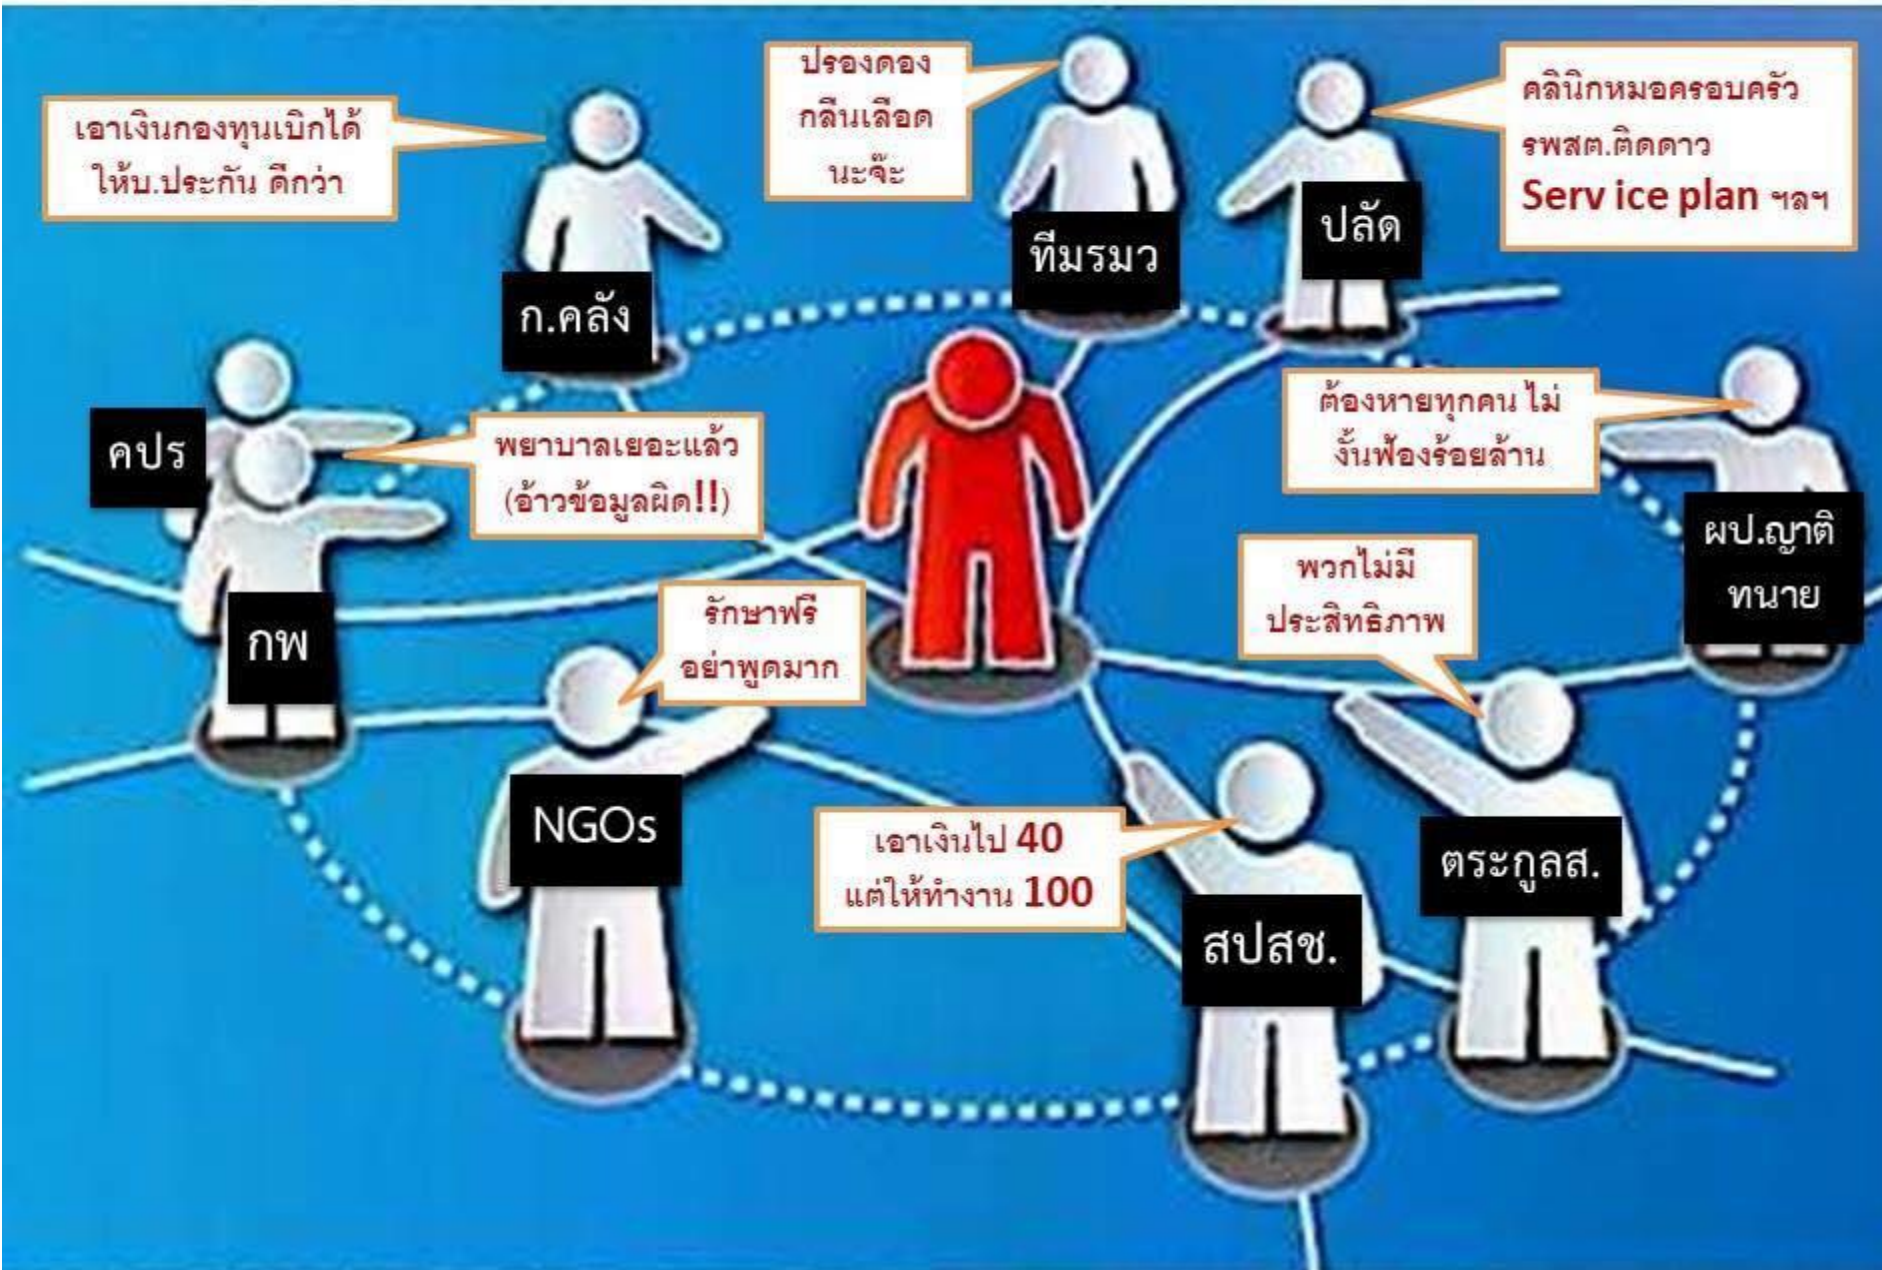 ปรองดอง
กลืนเลือด
นะจ๊ะ
คลินิกหมอครอบครัว
รพสต.ติดดาว
Serv ice plan ฯลฯ
เอาเงินกองทุนเบิกได้
ให้บ.ประกัน ดีกว่า
ปลัด
ทีมรมว
ก.คลัง
ต้องหายทุกคน ไม่
งั้นฟ้องร้อยล้าน
คปร
พยาบาลเยอะแล้ว
(อ้าวข้อมูลผิด!!)
ผป.ญาติ
ทนาย
พวกไม่มี
ประสิทธิภาพ
รักษาฟรี
อย่าพูดมาก
กพ
NGOs
เอาเงินไป 40
แต่ให้ทำงาน 100
ตระกูลส.
สปสช.